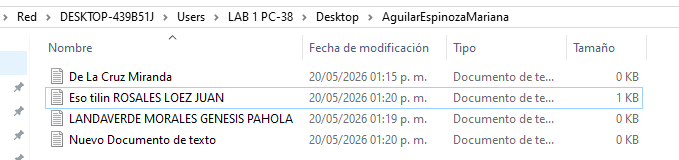 Red > DESKTOP-439B51J > Users > LAB 1 PC-38 > Desktop > AguilarEspinozaMariana
Nombre Fecha de modificación Tipo Tamaño
De La Cruz Miranda 20/05/2026 01:15 p. m. Documento de te... 0 KB
Eso tilin ROSALES LOEZ JUAN 20/05/2026 01:20 p. m. Documento de te... 1 KB
LANDAVERDE MORALES GENESIS PAHOLA 20/05/2026 01:19 p. m. Documento de te... 0 KB
Nuevo Documento de texto 20/05/2026 01:20 p. m. Documento de te... 0 KB